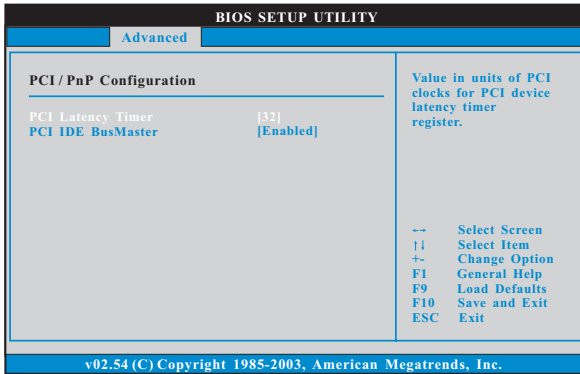 BIOS SETUP UTILITY
Advanced
PCI / PnP Configuration
PCI Latency Timer [32]
PCI IDE BusMaster [Enabled]
Value in units of PCI
clocks for PCI device
latency timer
register.
←→ Select Screen
↑↓ Select Item
+- Change Option
F1 General Help
F9 Load Defaults
F10 Save and Exit
ESC Exit
v02.54 (C) Copyright 1985-2003, American Megatrends, Inc.